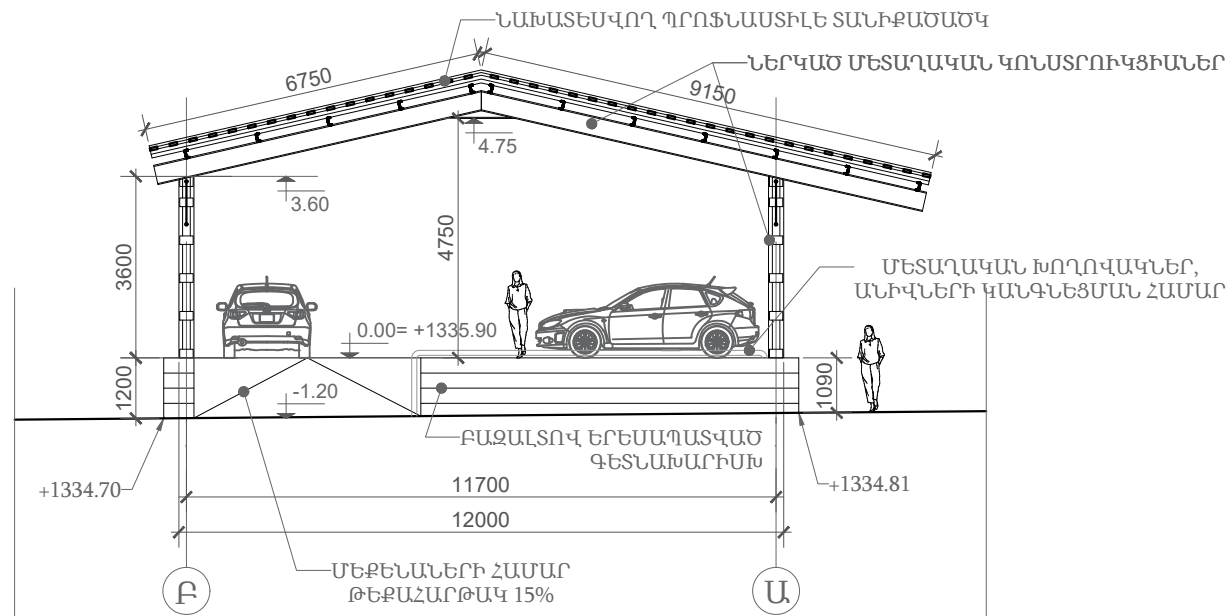 ՆԱԽԱՏԵՍՎՈՂ ՊՐՈՖՆԱՍՏԻԼԵ ՏԱՆԻՔԱԾԱԾԿ
ՆԵՐԿԱԾ ՄԵՏԱՂԱԿԱՆ ԿՈՆՍՏՐՈՒԿՑԻԱՆԵՐ
6750
9150
4.75
3.60
3600
4750
ՄԵՏԱՂԱԿԱՆ ԽՈՂՈՎԱԿՆԵՐ,
ԱՆԻՎՆԵՐԻ ԿԱՆԳՆԵՑՄԱՆ ՀԱՄԱՐ
0.00= +1335.90
1200
-1.20
1090
ԲԱԶԱԼՏՈՎ ԵՐԵՍԱՊԱՏՎԱԾ
ԳԵՏՆԱԽԱՐԻՍԽ
+1334.70
11700
+1334.81
12000
ՄԵՔԵՆԱՆԵՐԻ ՀԱՄԱՐ
ԹԵՔԱՀԱՐԹԱԿ 15%
Բ
Ա